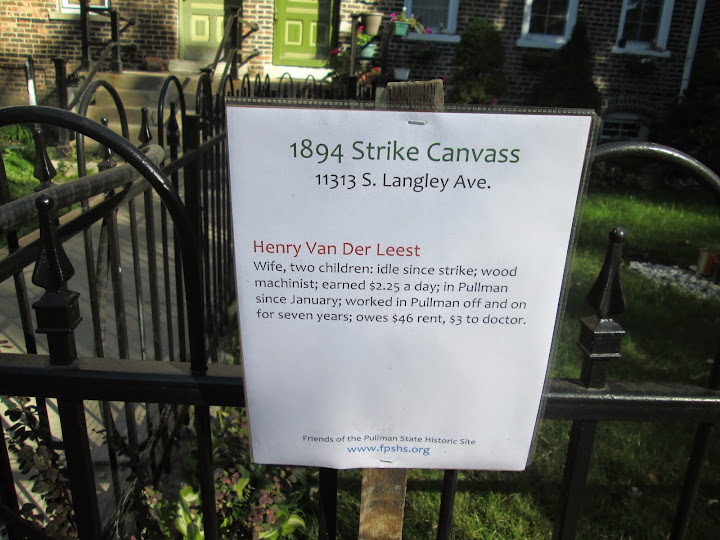 1894 Strike Canvass
11313 S. Langley Ave.
Henry Van Der Leest
Wife, two children: idle since strike; wood
machinist; earned $2.25 a day; in Pullman
since January; worked in Pullman off and on
for seven years; owes $46 rent, $3 to doctor.
Friends of the Pullman State Historic Site
www.fpshs.org